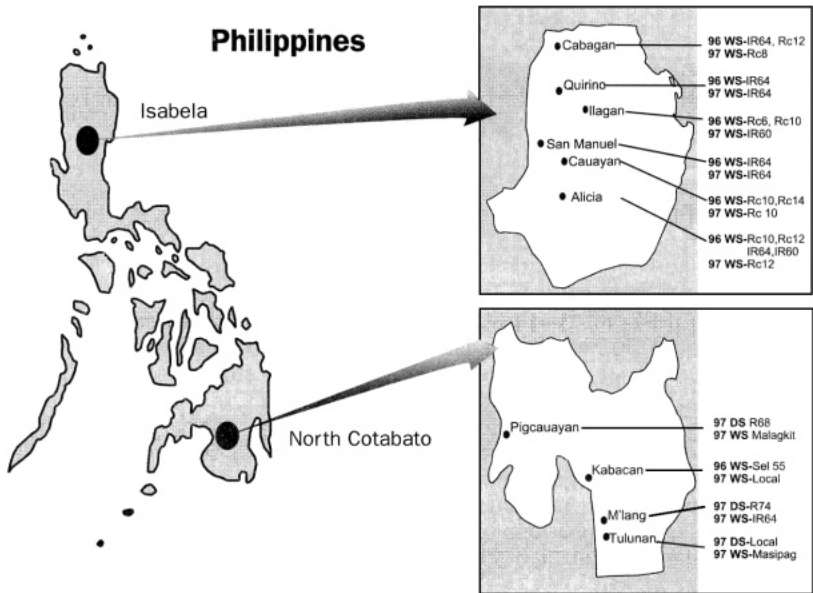 Philippines
Isabela
North Cotabato
Cabagan
96 WS-IR64, Rc12
97 WS-Rc8
Quirino
96 WS-IR64
97 WS-IR64
Ilagan
96 WS-Rc6, Rc10
97 WS-IR60
San Manuel
96 WS-IR64
97 WS-IR64
Cauayan
96 WS-Rc10,Rc14
97 WS-Rc 10
Alicia
96 WS-Rc10,Rc12
IR64,IR60
97 WS-Rc12
Pigcauayan
97 DS R68
97 WS Malagkit
Kabacan
96 WS-Sel 55
97 WS-Local
M'lang
97 DS-R74
97 WS-IR64
Tulunan
97 DS-Local
97 WS-Masipag